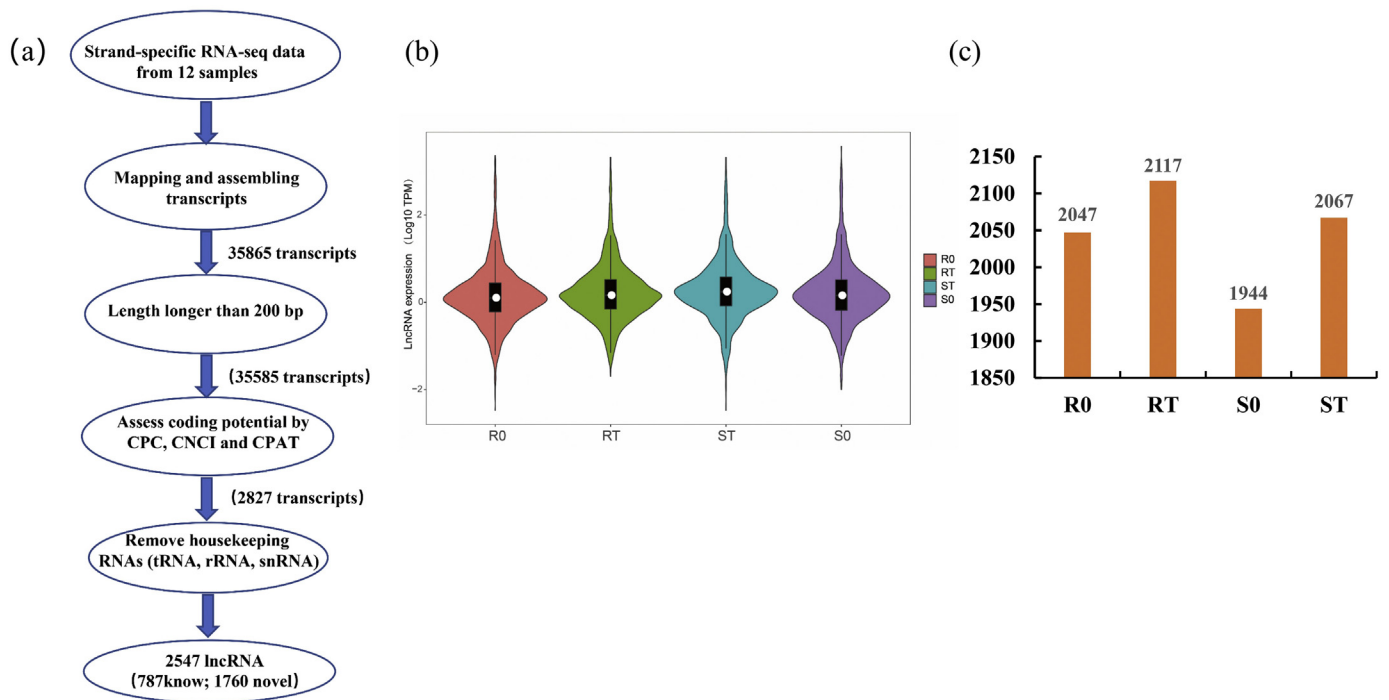 (a)
Strand-specific RNA-seq data
from 12 samples
Mapping and assembling
transcripts
35865 transcripts
Length longer than 200 bp
(35585 transcripts)
Assess coding potential by
CPC, CNCI and CPAT
(2827 transcripts)
Remove housekeeping
RNAs (tRNA, rRNA, snRNA)
2547 lncRNA
(787know; 1760 novel)
(b)
LncRNA expression (Log10 TPM)
2
0
−2
R0
RT
ST
S0
R0
RT
ST
S0
(c)
2150
2100
2050
2000
1950
1900
1850
2047
2117
1944
2067
R0
RT
S0
ST